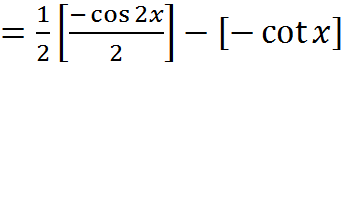 = 1/2 [(−cos 2x)/2] − [−cot x]